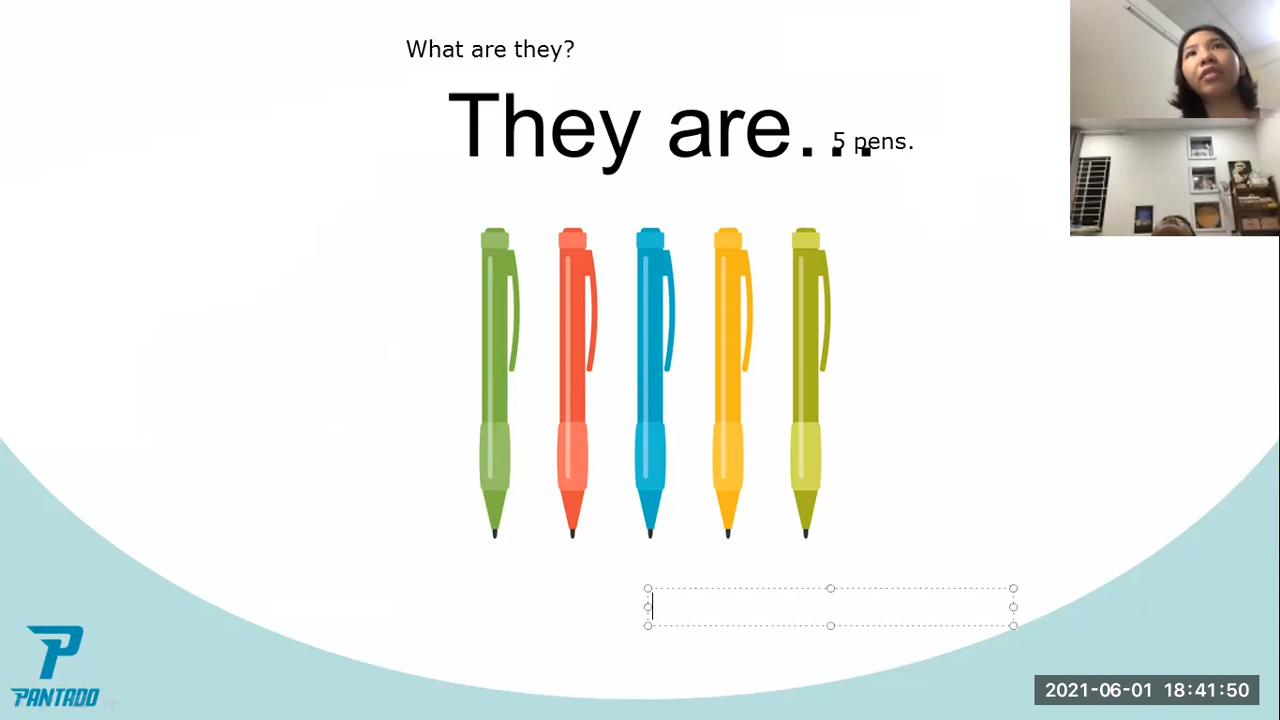 What are they?
They are...
5 pens.
PANTADO
2021-06-01 18:41:50